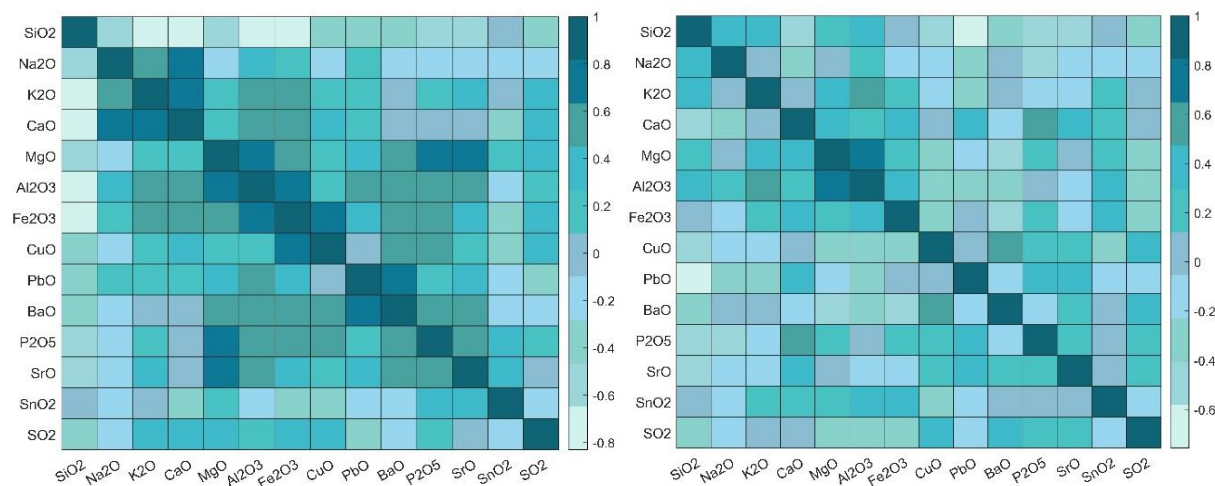 SiO2
Na2O
K2O
CaO
MgO
Al2O3
Fe2O3
CuO
PbO
BaO
P2O5
SrO
SnO2
SO2
SiO2 Na2O K2O CaO MgO Al2O3 Fe2O3 CuO PbO BaO P2O5 SrO SnO2 SO2
1
0.8
0.6
0.4
0.2
0
-0.2
-0.4
-0.6
-0.8
SiO2
Na2O
K2O
CaO
MgO
Al2O3
Fe2O3
CuO
PbO
BaO
P2O5
SrO
SnO2
SO2
SiO2 Na2O K2O CaO MgO Al2O3 Fe2O3 CuO PbO BaO P2O5 SrO SnO2 SO2
1
0.8
0.6
0.4
0.2
0
-0.2
-0.4
-0.6